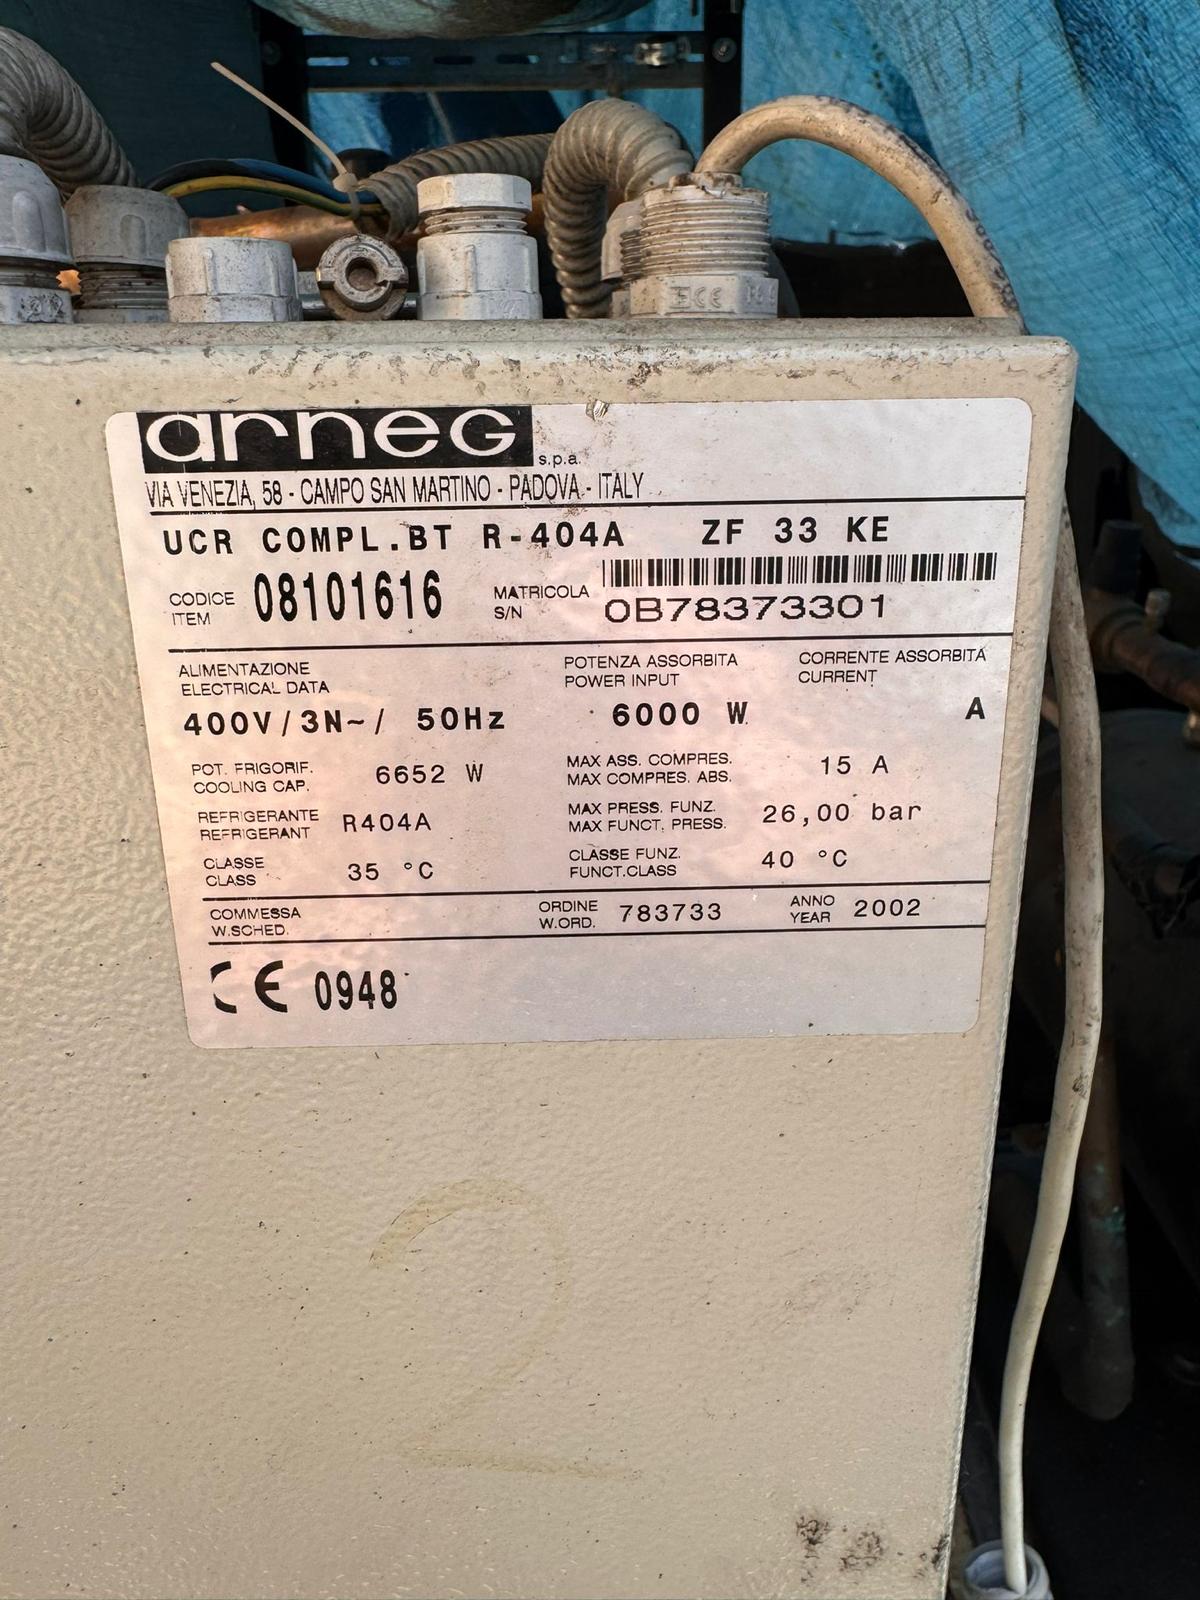 arneG s.p.a.
VIA VENEZIA, 58 - CAMPO SAN MARTINO - PADOVA - ITALY
UCR COMPL.BT R-404A ZF 33 KE
CODICE ITEM 08101616 MATRICOLA S/N 0B78373301
ALIMENTAZIONE POTENZA ASSORBITA CORRENTE ASSORBITA
ELECTRICAL DATA POWER INPUT CURRENT
400V/3N~/ 50Hz 6000 W A
POT. FRIGORIF. 6652 W MAX ASS. COMPRES. 15 A
COOLING CAP. MAX COMPRES. ABS.
REFRIGERANTE R404A MAX PRESS. FUNZ. 26,00 bar
REFRIGERANT MAX FUNCT. PRESS.
CLASSE 35 °C CLASSE FUNZ. 40 °C
CLASS FUNCT.CLASS
COMMESSA ORDINE 783733 ANNO 2002
W.SCHED. W.ORD. YEAR
CE 0948